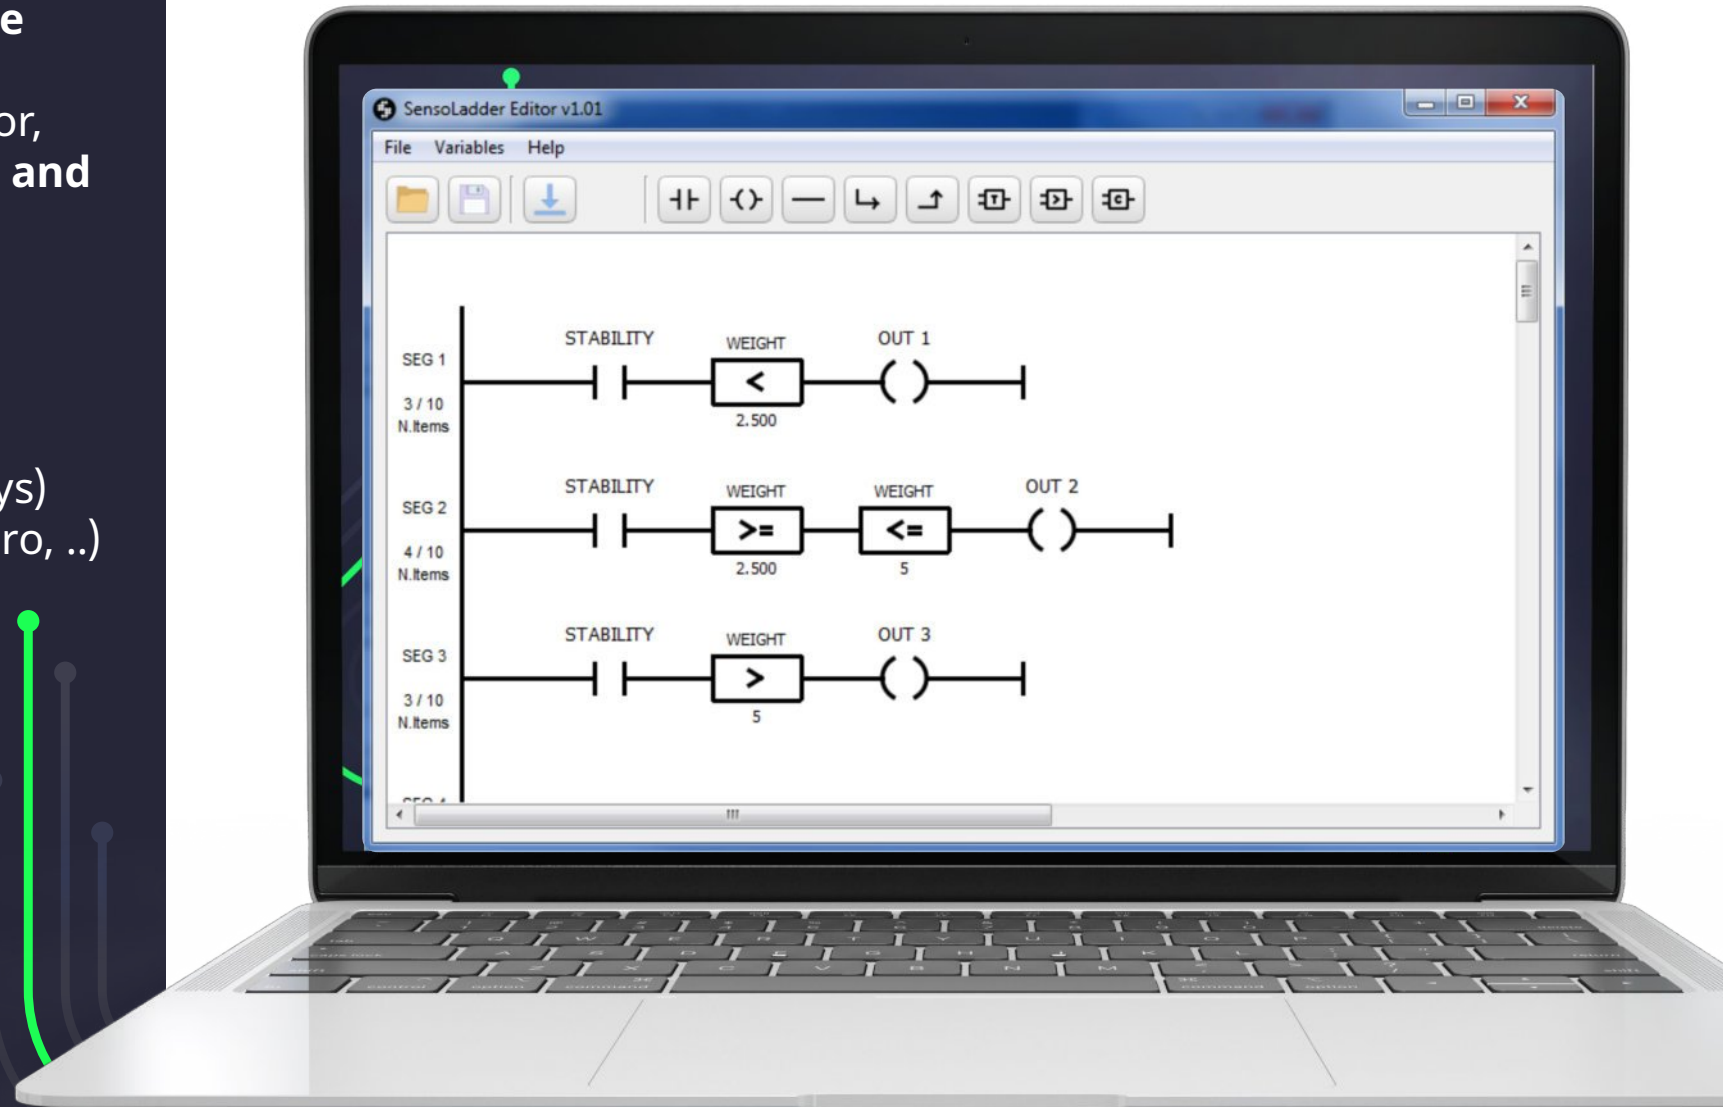 e
or,
and
ys)
ro, ..)
SensoLadder Editor v1.01
File Variables Help
T > C
STABILITY WEIGHT OUT 1
SEG 1
<
3 / 10
N.Items
2.500
STABILITY WEIGHT WEIGHT OUT 2
SEG 2
>= <=
4 / 10
N.Items
2.500 5
STABILITY WEIGHT OUT 3
SEG 3
>
3 / 10
N.Items
5
SEG 4